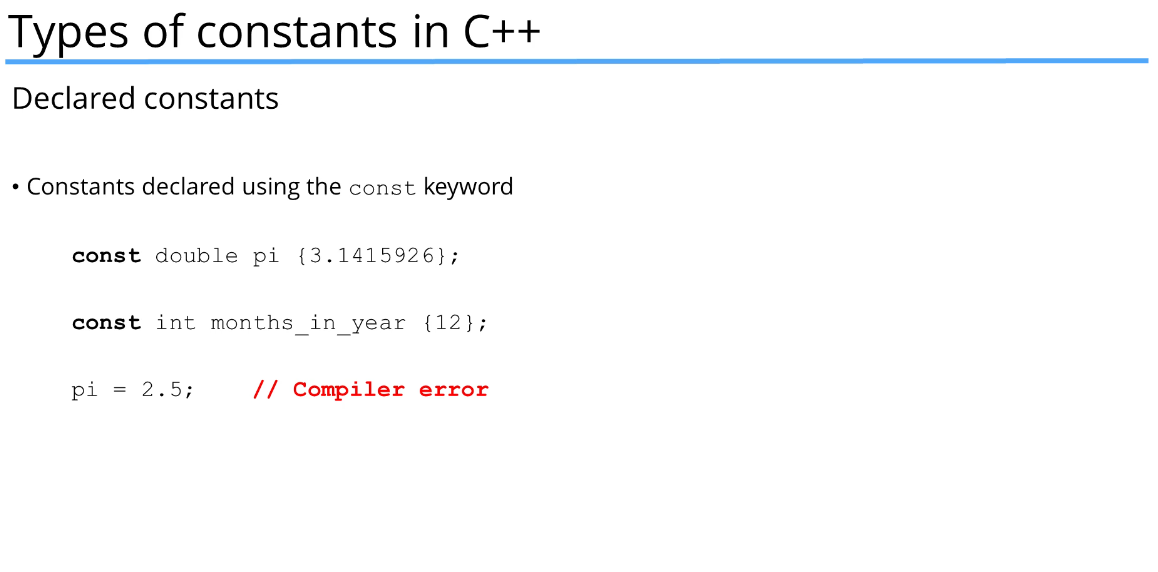 Types of constants in C++
Declared constants
• Constants declared using the const keyword
const double pi {3.1415926};
const int months_in_year {12};
pi = 2.5; // Compiler error